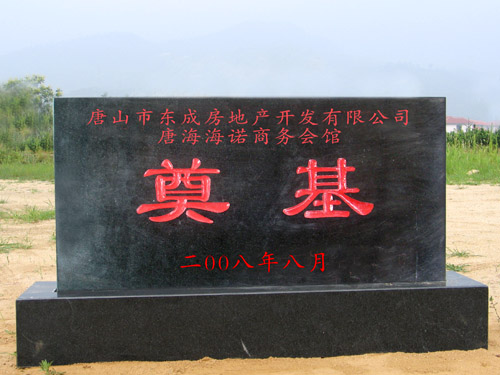 唐山市东成房地产开发有限公司
唐海海诺商务会馆
奠基
二00八年八月